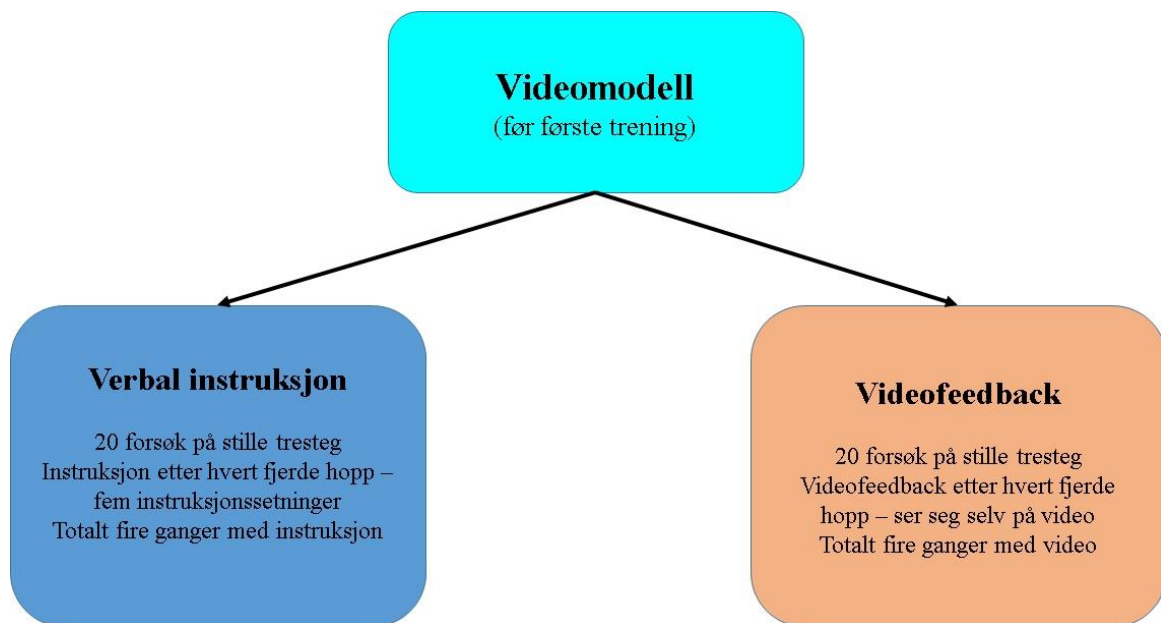 Videomodell
(før første trening)
Verbal instruksjon
20 forsøk på stille tresteg
Instruksjon etter hvert fjerde hopp –
fem instruksjonssetninger
Totalt fire ganger med instruksjon
Videofeedback
20 forsøk på stille tresteg
Videofeedback etter hvert fjerde
hopp – ser seg selv på video
Totalt fire ganger med video